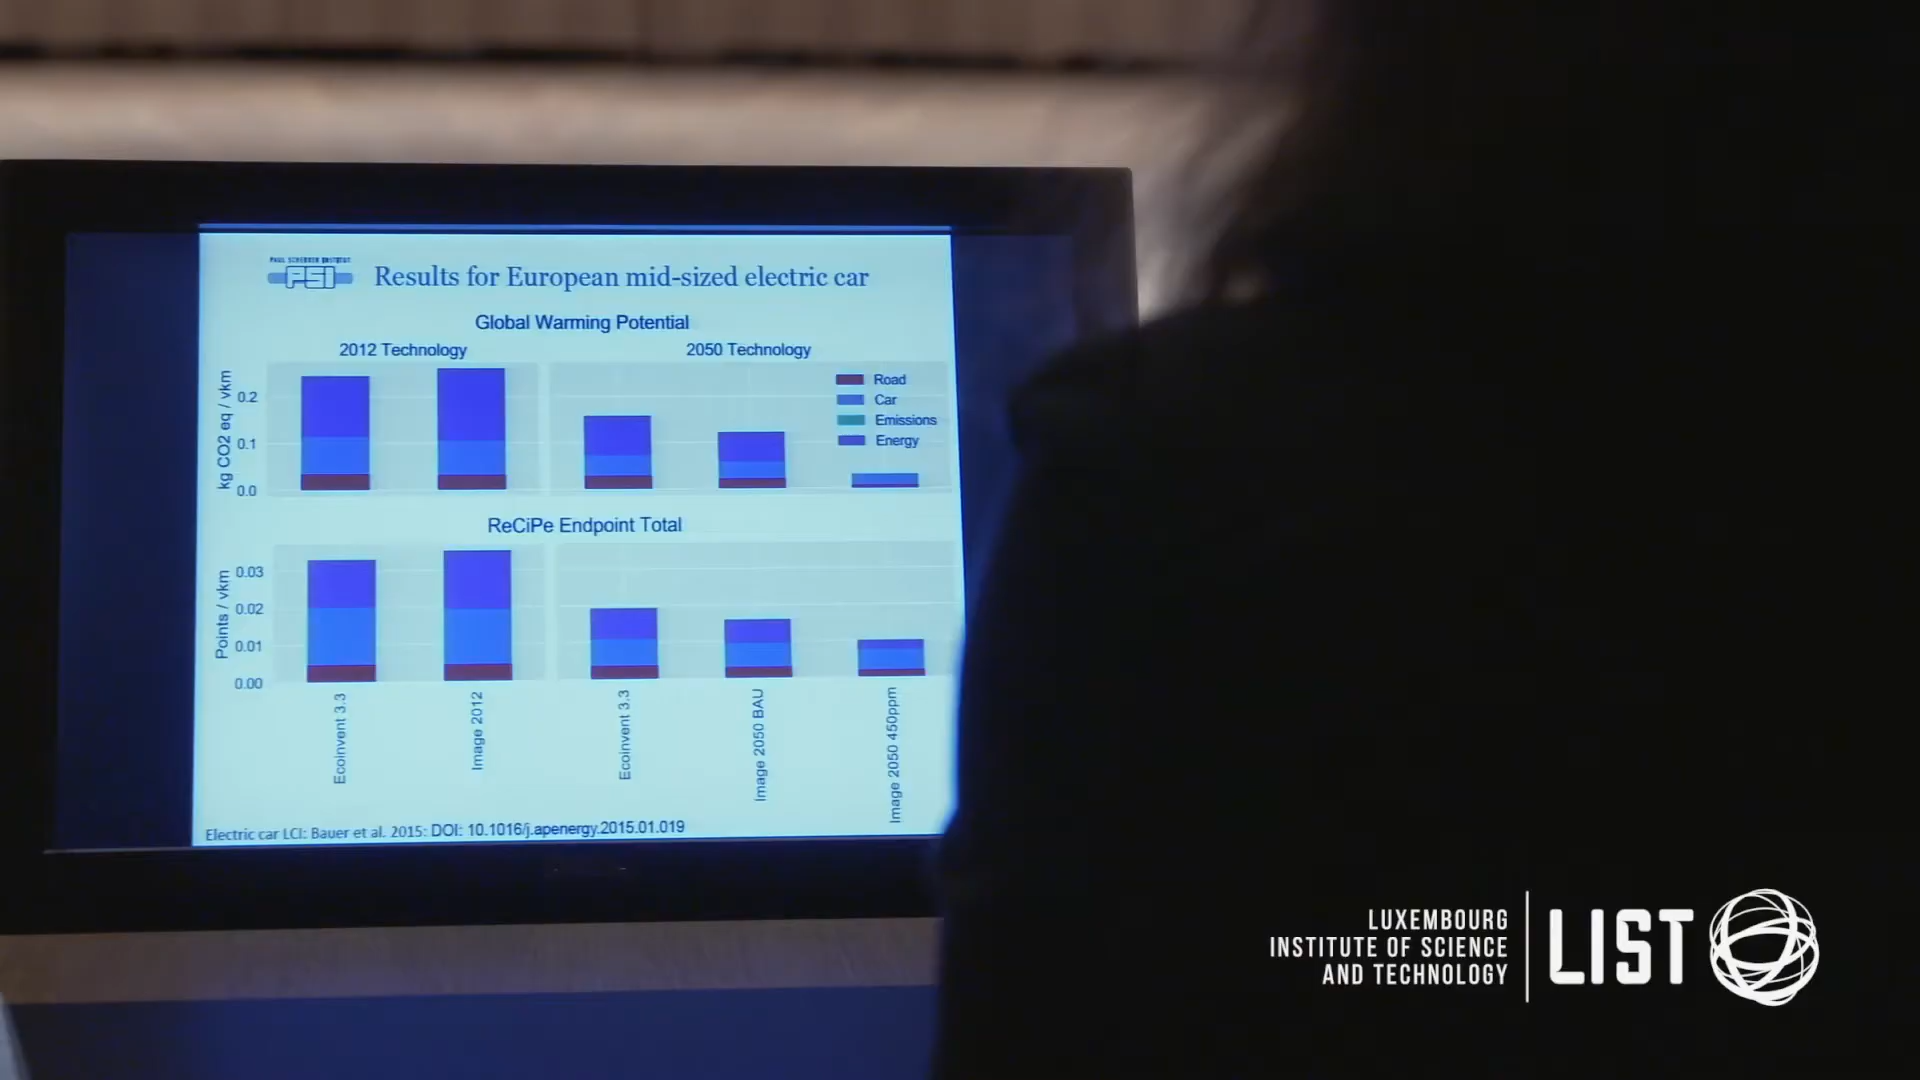 PAUL SCHERRER INSTITUT
PSI
Results for European mid-sized electric car
Global Warming Potential
2012 Technology
2050 Technology
kg CO2 eq / vkm
0.2
0.1
0.0
Road
Car
Emissions
Energy
ReCiPe Endpoint Total
Points / vkm
0.03
0.02
0.01
0.00
Ecoinvent 3.3
Image 2012
Ecoinvent 3.3
Image 2050 BAU
Image 2050 450ppm
Electric car LCI: Bauer et al. 2015: DOI: 10.1016/j.apenergy.2015.01.019
LUXEMBOURG
INSTITUTE OF SCIENCE
AND TECHNOLOGY
LIST